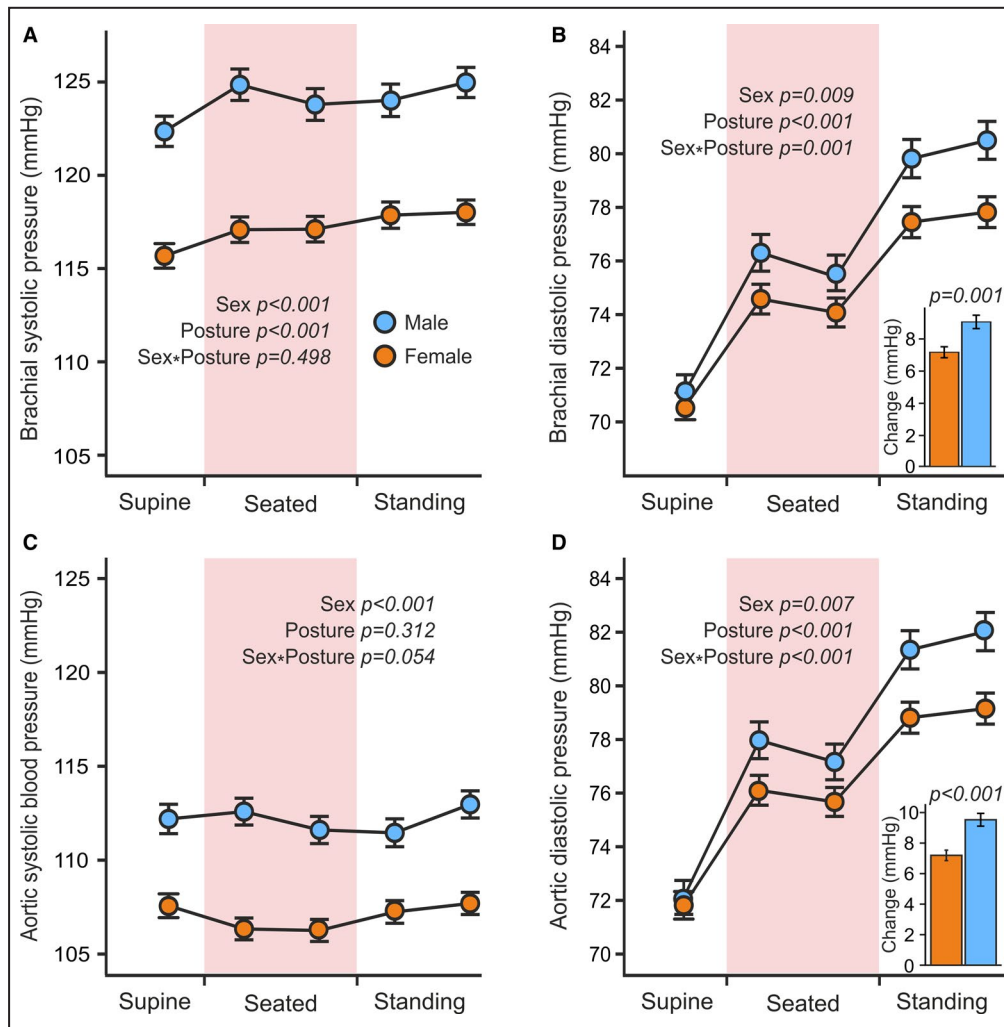 A
Brachial systolic pressure (mmHg)
125
120
115
110
105
Sex p<0.001
Posture p<0.001
Sex*Posture p=0.498
Male
Female
Supine
Seated
Standing
B
Brachial diastolic pressure (mmHg)
84
82
80
78
76
74
72
70
Sex p=0.009
Posture p<0.001
Sex*Posture p=0.001
p=0.001
Change (mmHg)
8
6
4
2
0
Supine
Seated
Standing
C
Aortic systolic blood pressure (mmHg)
125
120
115
110
105
Sex p<0.001
Posture p=0.312
Sex*Posture p=0.054
Supine
Seated
Standing
D
Aortic diastolic pressure (mmHg)
84
82
80
78
76
74
72
70
Sex p=0.007
Posture p<0.001
Sex*Posture p<0.001
p<0.001
Change (mmHg)
10
8
6
4
2
0
Supine
Seated
Standing